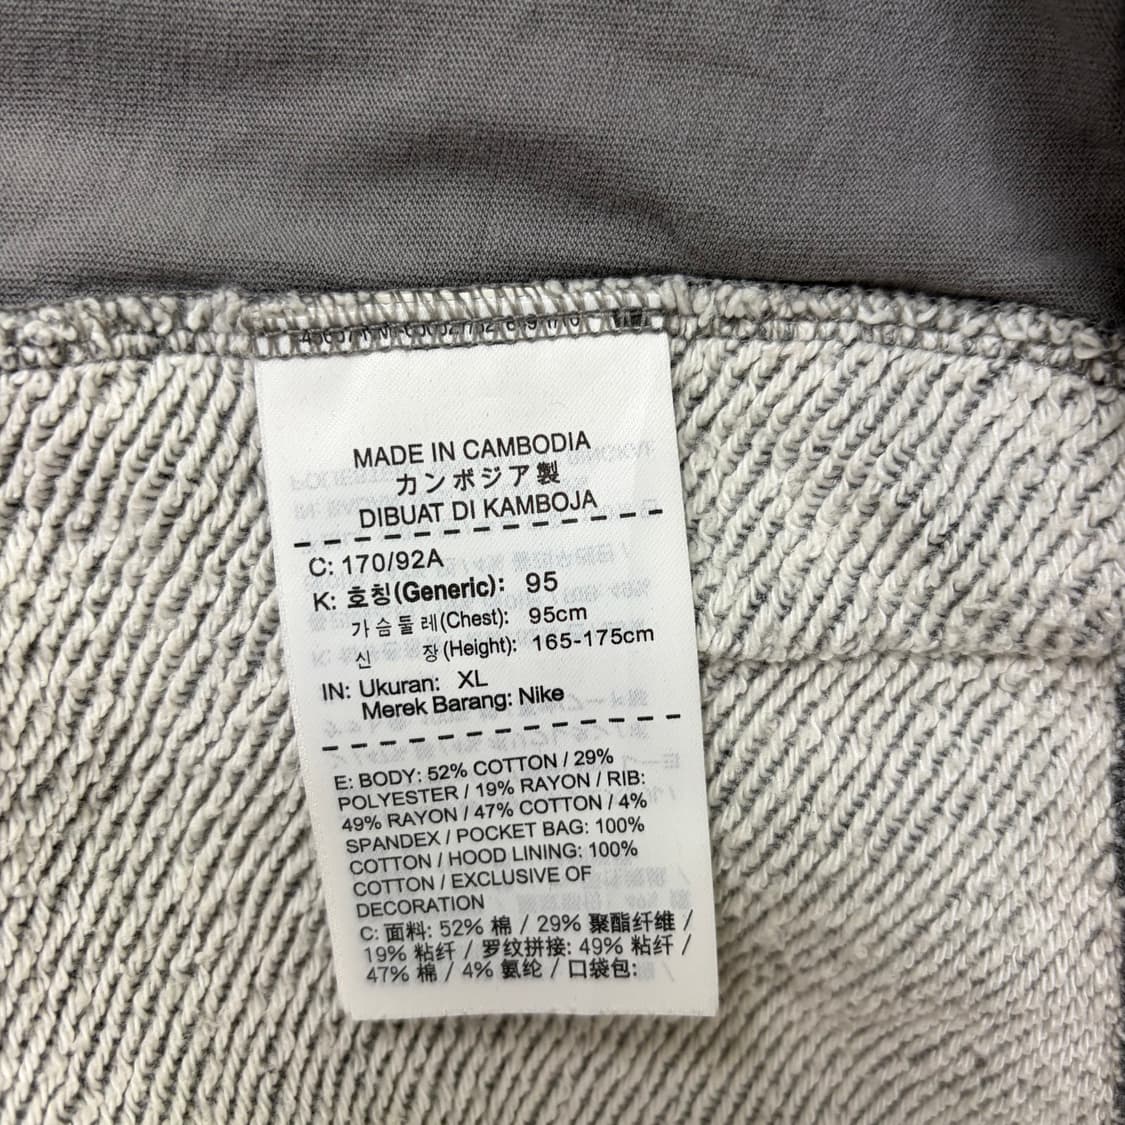 MADE IN CAMBODIA
カンボジア製
DIBUAT DI KAMBOJA
C: 170/92A
K: 호칭(Generic): 95
가슴둘레(Chest): 95cm
신 장(Height): 165-175cm
IN: Ukuran: XL
Merek Barang: Nike
E: BODY: 52% COTTON / 29%
POLYESTER / 19% RAYON / RIB:
49% RAYON / 47% COTTON / 4%
SPANDEX / POCKET BAG: 100%
COTTON / HOOD LINING: 100%
COTTON / EXCLUSIVE OF
DECORATION
C: 面料: 52% 棉 / 29% 聚酯纤维 /
19% 粘纤 / 罗纹拼接: 49% 粘纤 /
47% 棉 / 4% 氨纶 / 口袋包: